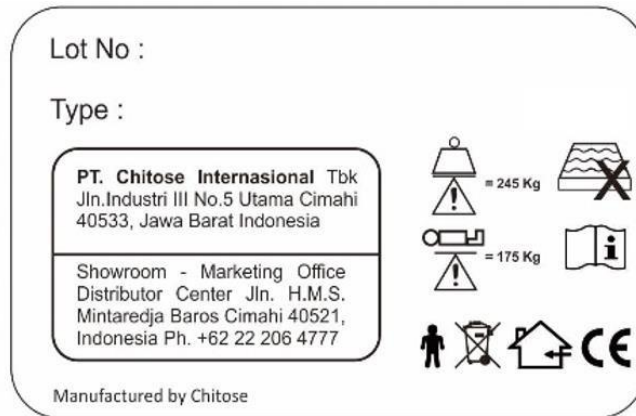 Lot No :
Type :
PT. Chitose Internasional Tbk
Jln.Industri III No.5 Utama Cimahi
40533, Jawa Barat Indonesia
Showroom - Marketing Office
Distributor Center Jln. H.M.S.
Mintaredja Baros Cimahi 40521,
Indonesia Ph. +62 22 206 4777
Manufactured by Chitose
= 245 Kg
= 175 Kg
i
CE